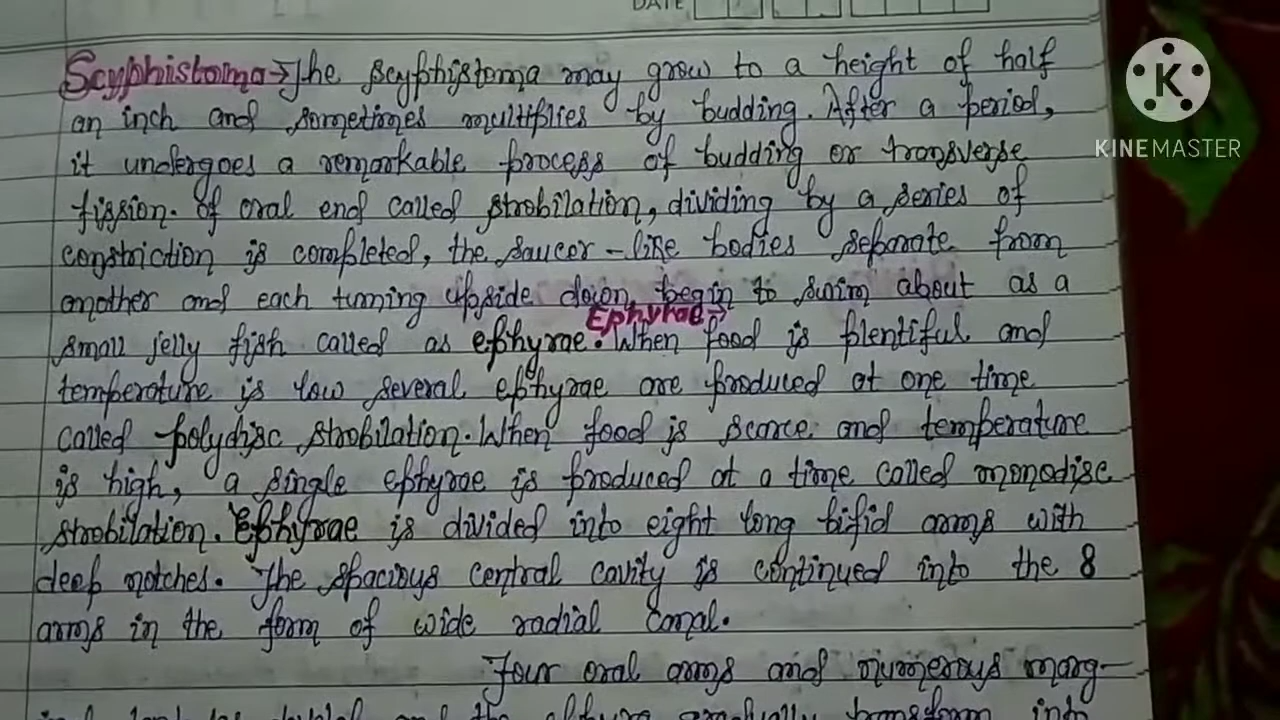 DATE
K
KINEMASTER
Scyphistoma→The scyphistoma may grow to a height of half
an inch and sometimes multiplies by budding. After a period,
it undergoes a remarkable process of budding or transverse
fission. of oral end called strobilation, dividing by a series of
constriction is completed, the saucer-like bodies separate from
another and each turning upside down, begin to swim about as a
Ephyrae→
small jelly fish called as ephyrae. When food is plentiful and
temperature is low several ephyrae are produced at one time
called polydisc strobilation. When food is scarce and temperature
is high, a single ephyrae is produced at a time called monodisc
strobilation. Ephyrae is divided into eight long bifid arms with
deep notches. The spacious central cavity is continued into the 8
arms in the form of wide radial canal.
Four oral arms and numerous marg-
and the gradually transform into